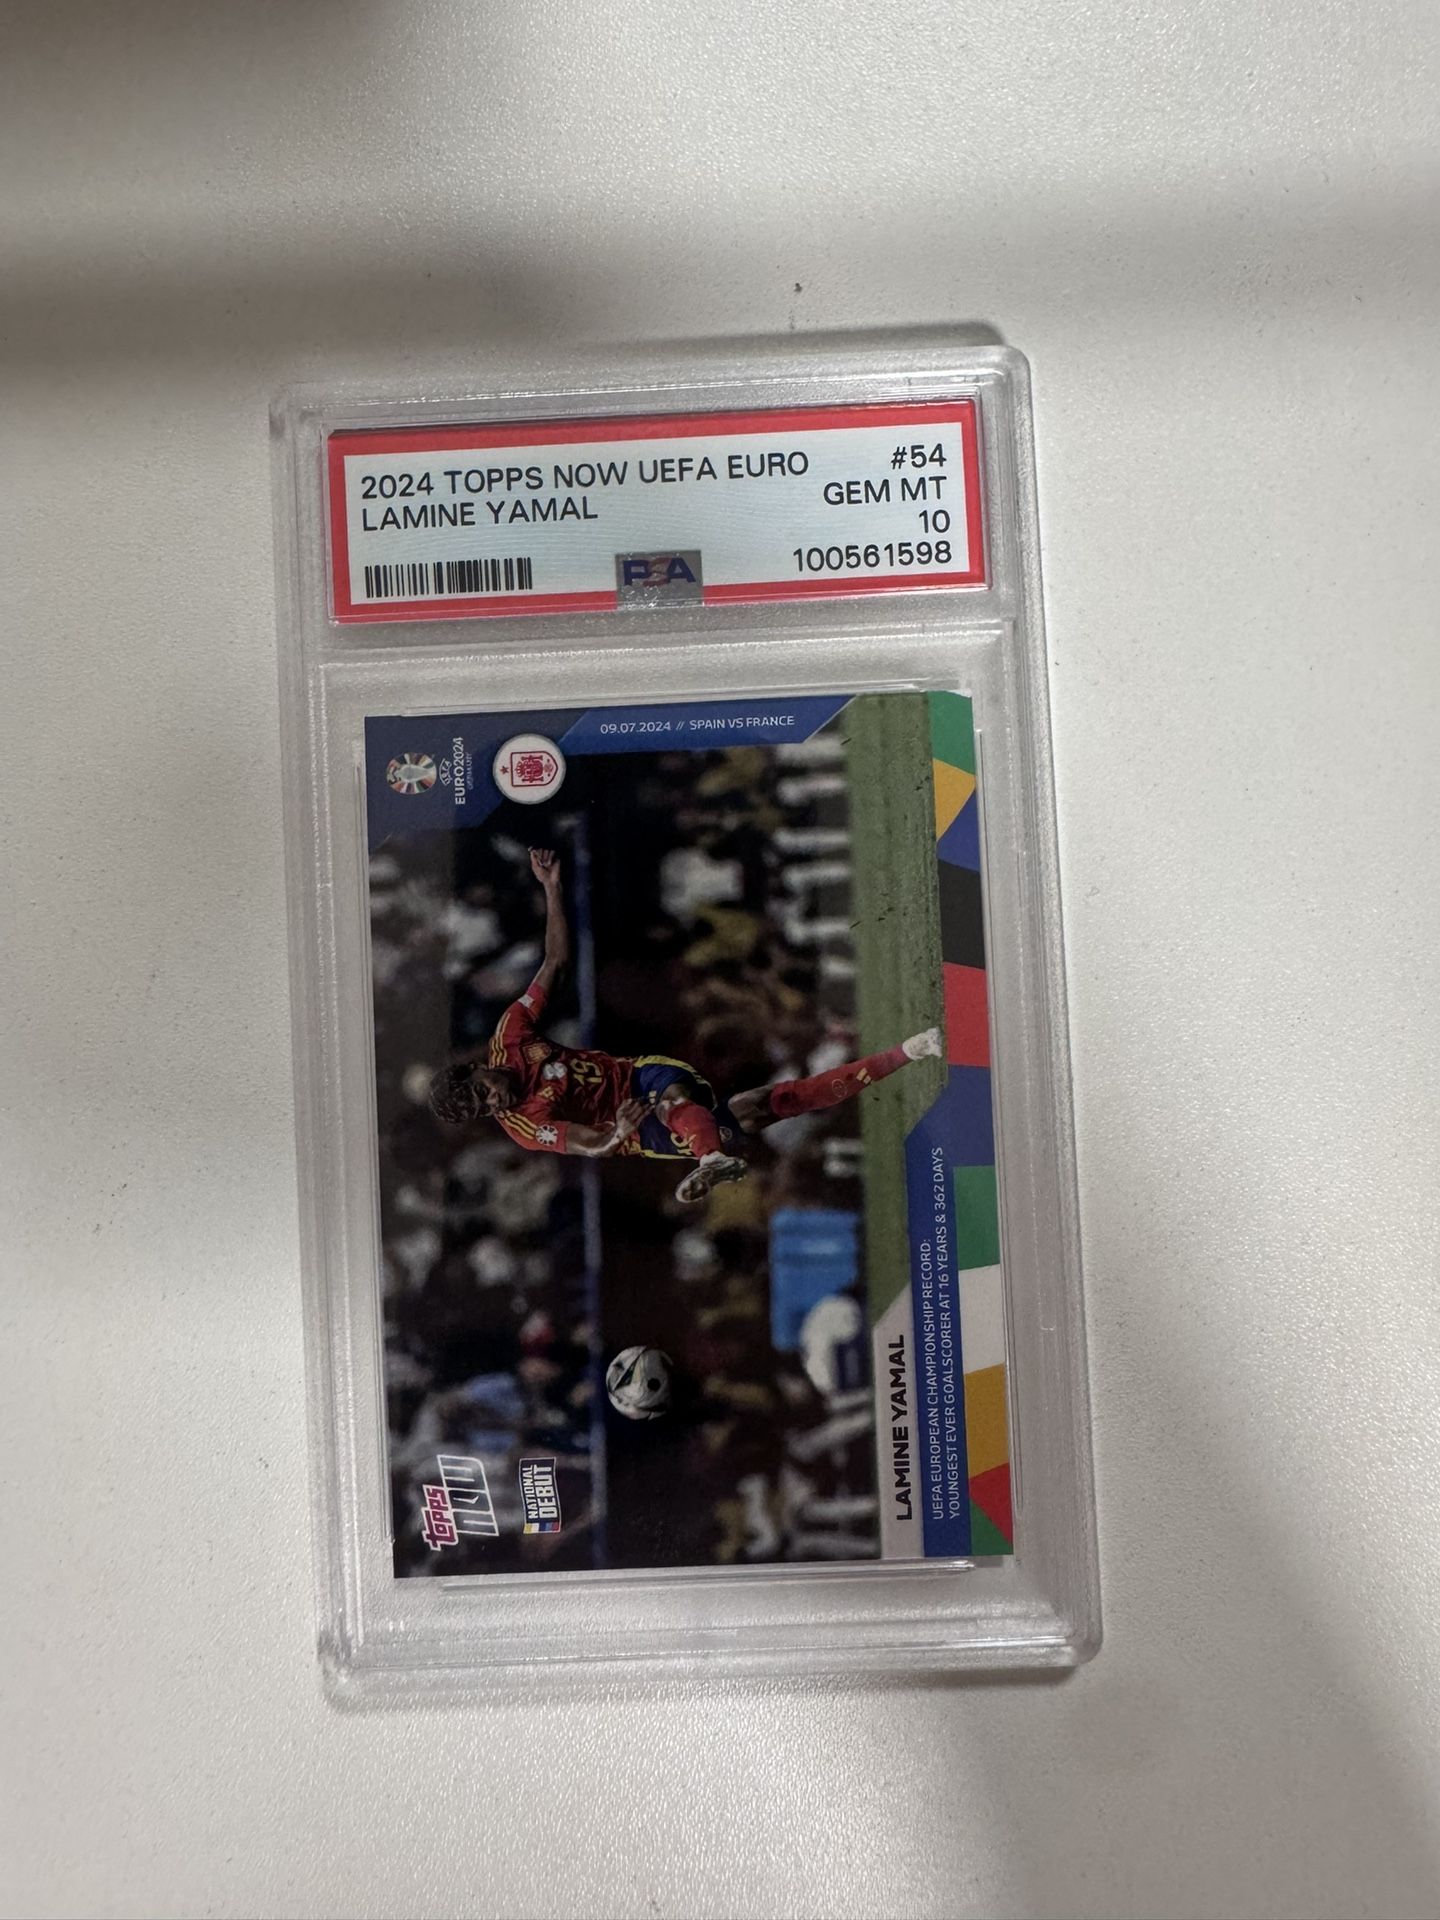 2024 TOPPS NOW UEFA EURO #54
LAMINE YAMAL GEM MT
10
PSA 100561598
09.07.2024 // SPAIN VS FRANCE
UEFA
EURO2024
GERMANY
19
topps
NOW
NATIONAL
DEBUT
LAMINE YAMAL
UEFA EUROPEAN CHAMPIONSHIP RECORD:
YOUNGEST EVER GOALSCORER AT 16 YEARS & 362 DAYS